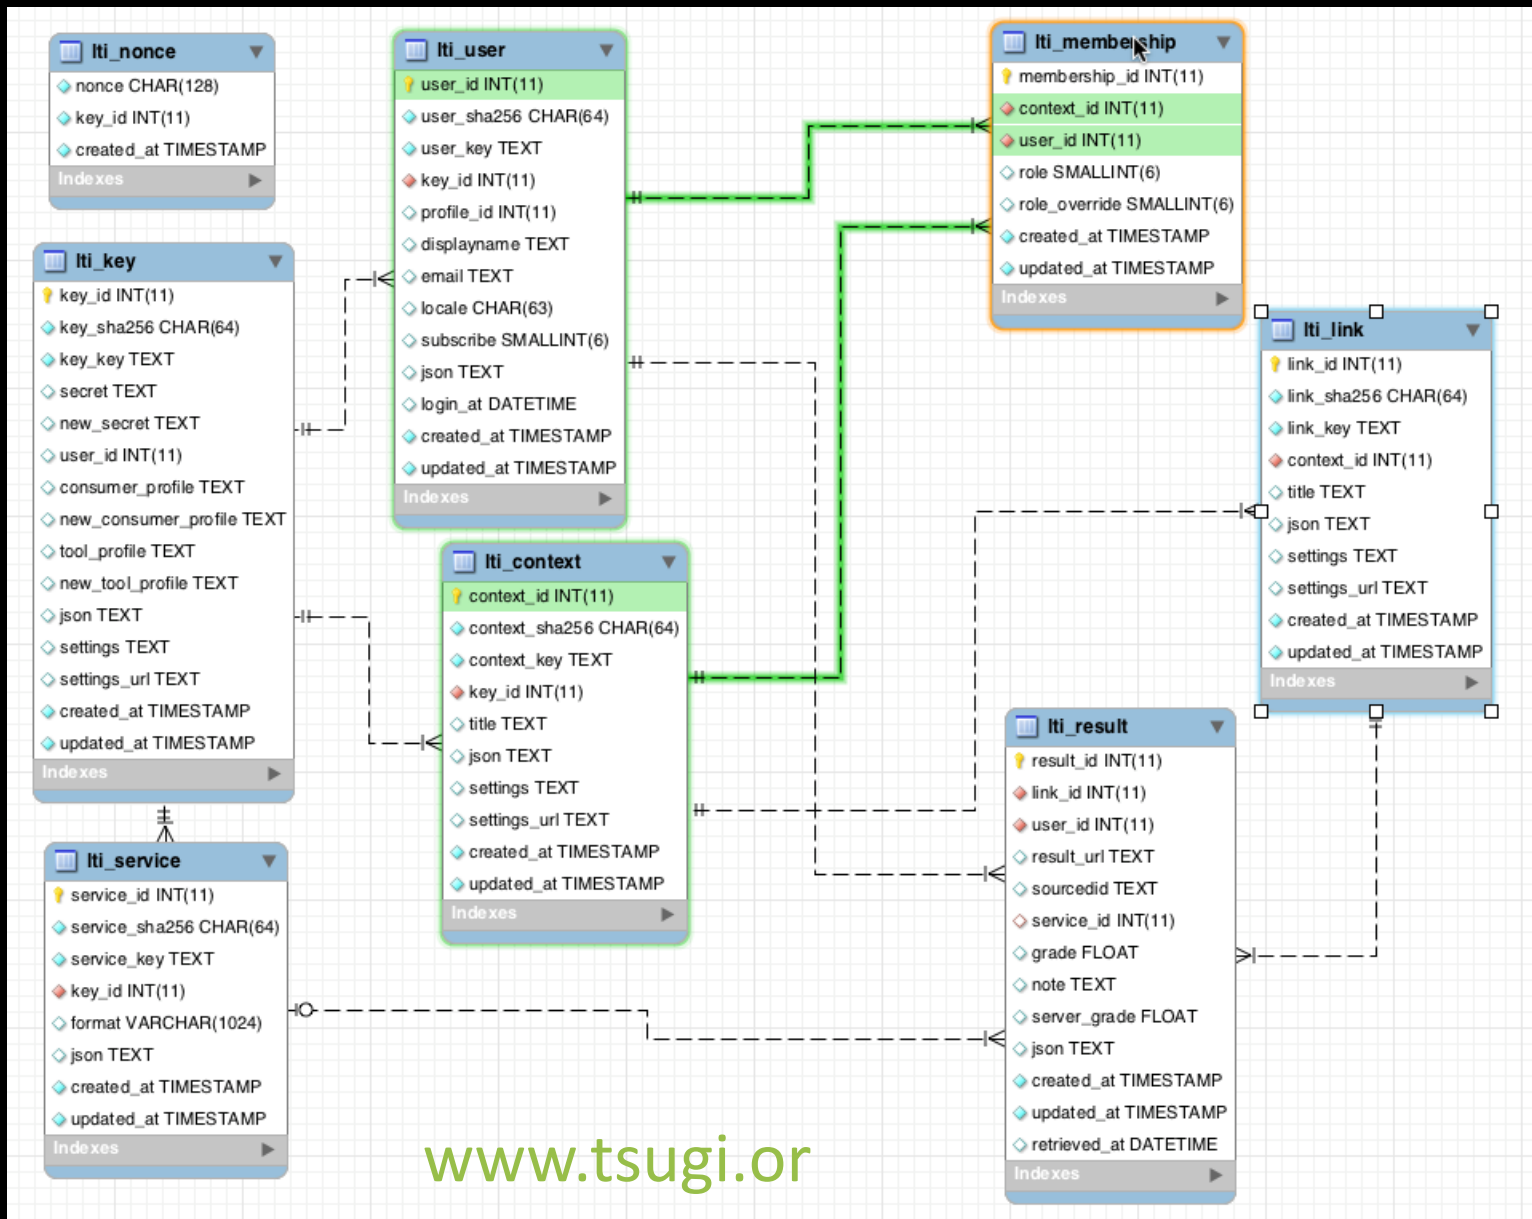 lti_nonce
nonce CHAR(128)
key_id INT(11)
created_at TIMESTAMP
Indexes
lti_key
key_id INT(11)
key_sha256 CHAR(64)
key_key TEXT
secret TEXT
new_secret TEXT
user_id INT(11)
consumer_profile TEXT
new_consumer_profile TEXT
tool_profile TEXT
new_tool_profile TEXT
json TEXT
settings TEXT
settings_url TEXT
created_at TIMESTAMP
updated_at TIMESTAMP
Indexes
lti_service
service_id INT(11)
service_sha256 CHAR(64)
service_key TEXT
key_id INT(11)
format VARCHAR(1024)
json TEXT
created_at TIMESTAMP
updated_at TIMESTAMP
Indexes
lti_user
user_id INT(11)
user_sha256 CHAR(64)
user_key TEXT
key_id INT(11)
profile_id INT(11)
displayname TEXT
email TEXT
locale CHAR(63)
subscribe SMALLINT(6)
json TEXT
login_at DATETIME
created_at TIMESTAMP
updated_at TIMESTAMP
Indexes
lti_context
context_id INT(11)
context_sha256 CHAR(64)
context_key TEXT
key_id INT(11)
title TEXT
json TEXT
settings TEXT
settings_url TEXT
created_at TIMESTAMP
updated_at TIMESTAMP
Indexes
lti_membership
membership_id INT(11)
context_id INT(11)
user_id INT(11)
role SMALLINT(6)
role_override SMALLINT(6)
created_at TIMESTAMP
updated_at TIMESTAMP
Indexes
lti_link
link_id INT(11)
link_sha256 CHAR(64)
link_key TEXT
context_id INT(11)
title TEXT
json TEXT
settings TEXT
settings_url TEXT
created_at TIMESTAMP
updated_at TIMESTAMP
Indexes
lti_result
result_id INT(11)
link_id INT(11)
user_id INT(11)
result_url TEXT
sourcedid TEXT
service_id INT(11)
grade FLOAT
note TEXT
server_grade FLOAT
json TEXT
created_at TIMESTAMP
updated_at TIMESTAMP
retrieved_at DATETIME
Indexes
www.tsugi.or